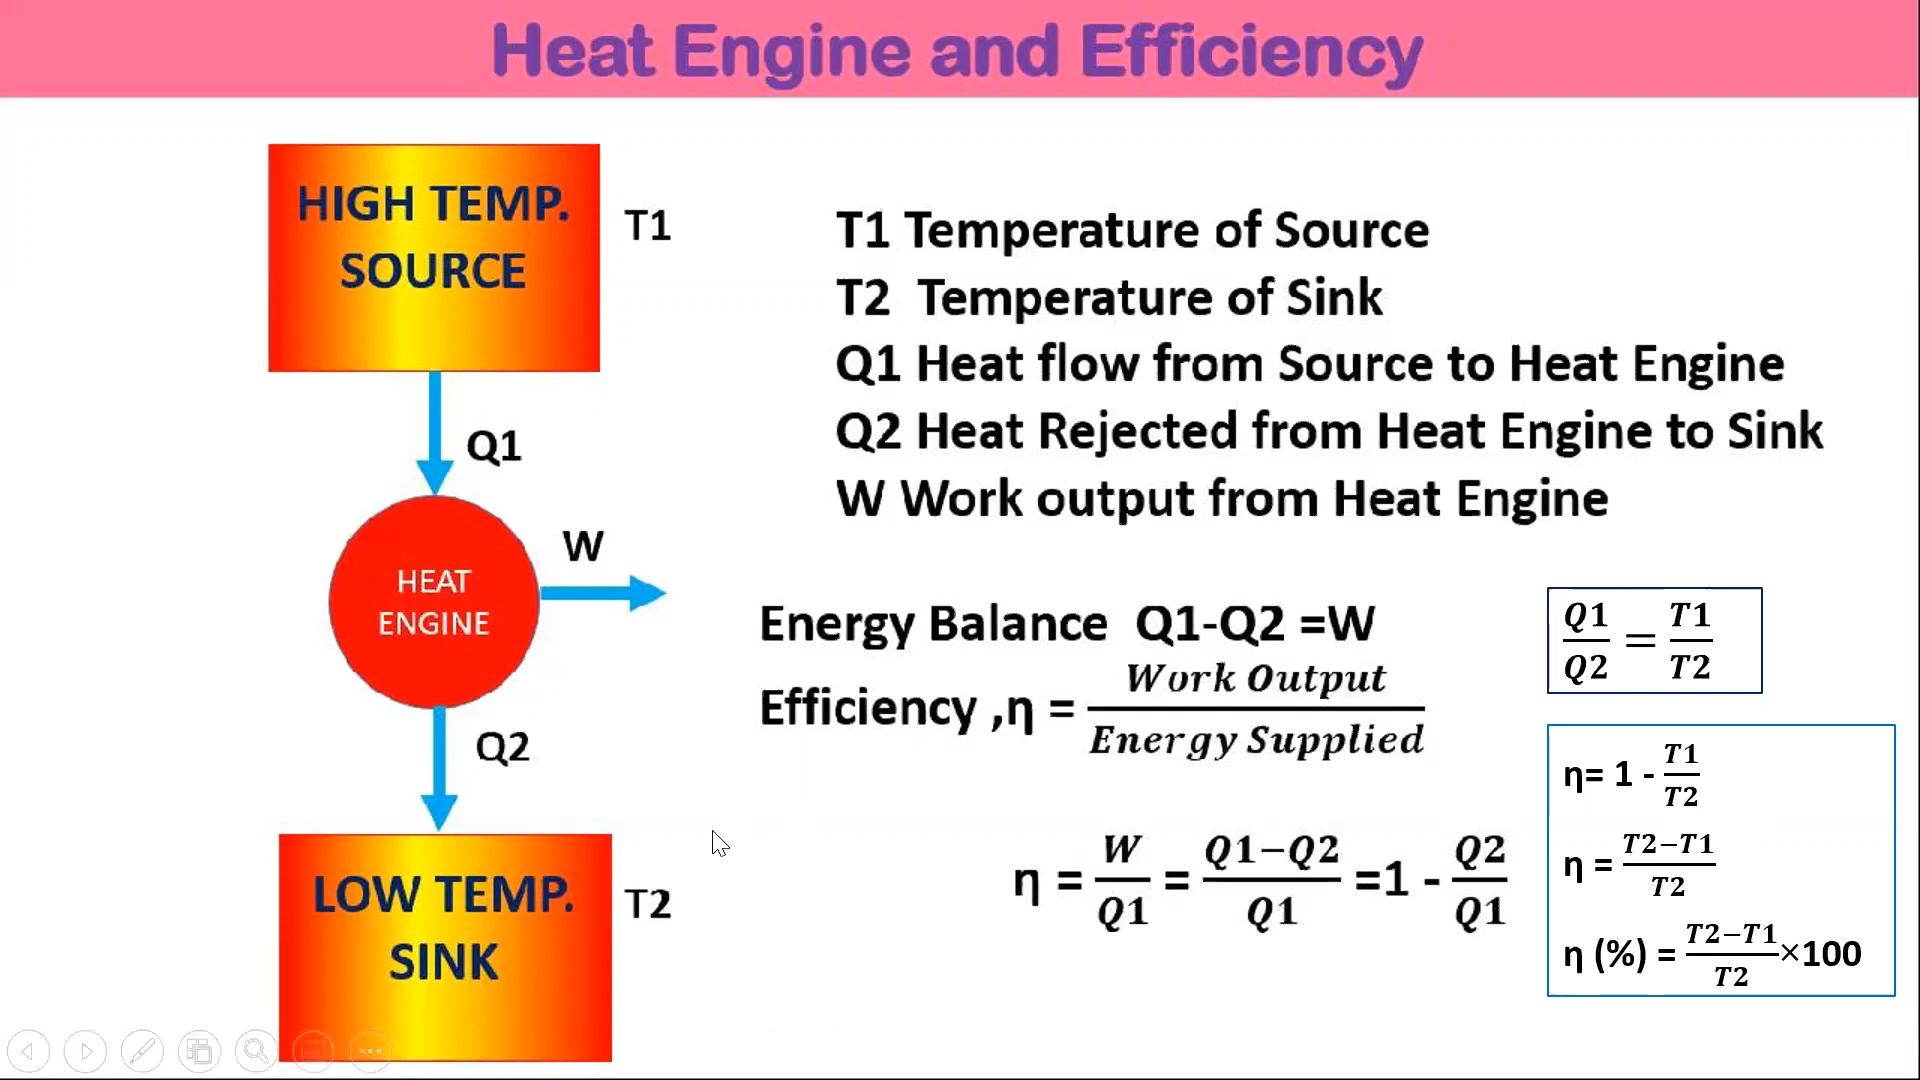 Heat Engine and Efficiency
HIGH TEMP.
SOURCE
T1
Q1
HEAT
ENGINE
W
Q2
LOW TEMP.
SINK
T2
T1 Temperature of Source
T2 Temperature of Sink
Q1 Heat flow from Source to Heat Engine
Q2 Heat Rejected from Heat Engine to Sink
W Work output from Heat Engine
Energy Balance Q1-Q2 =W
Efficiency ,η = Work Output / Energy Supplied
η = W/Q1 = Q1−Q2/Q1 =1 - Q2/Q1
Q1/Q2 = T1/T2
η= 1 - T1/T2
η = T2−T1/T2
η (%) = T2−T1/T2 ×100